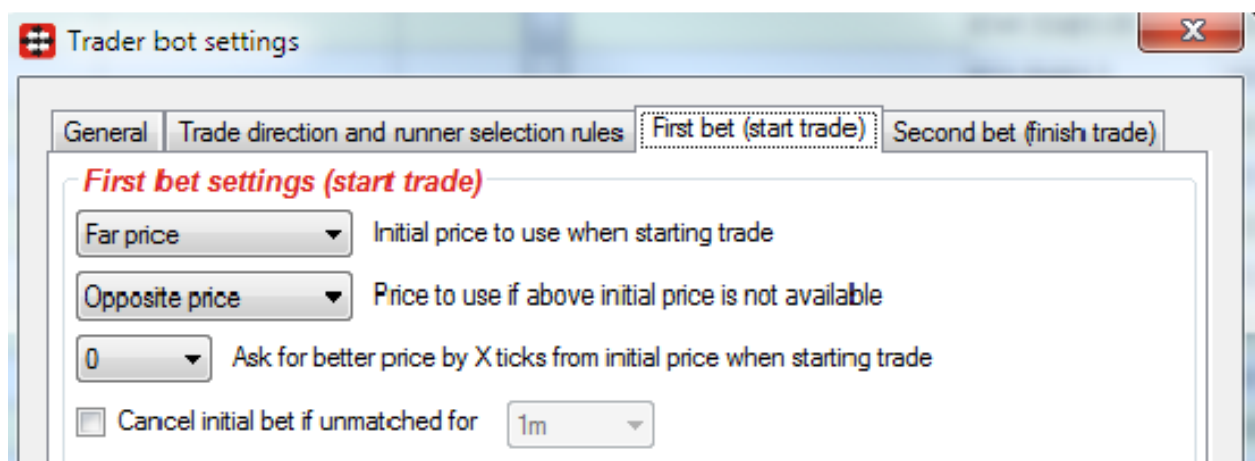 Trader bot settings
General Trade direction and runner selection rules First bet (start trade) Second bet (finish trade)
First bet settings (start trade)
Far price Initial price to use when starting trade
Opposite price Price to use if above initial price is not available
0 Ask for better price by X ticks from initial price when starting trade
Cancel initial bet if unmatched for 1m